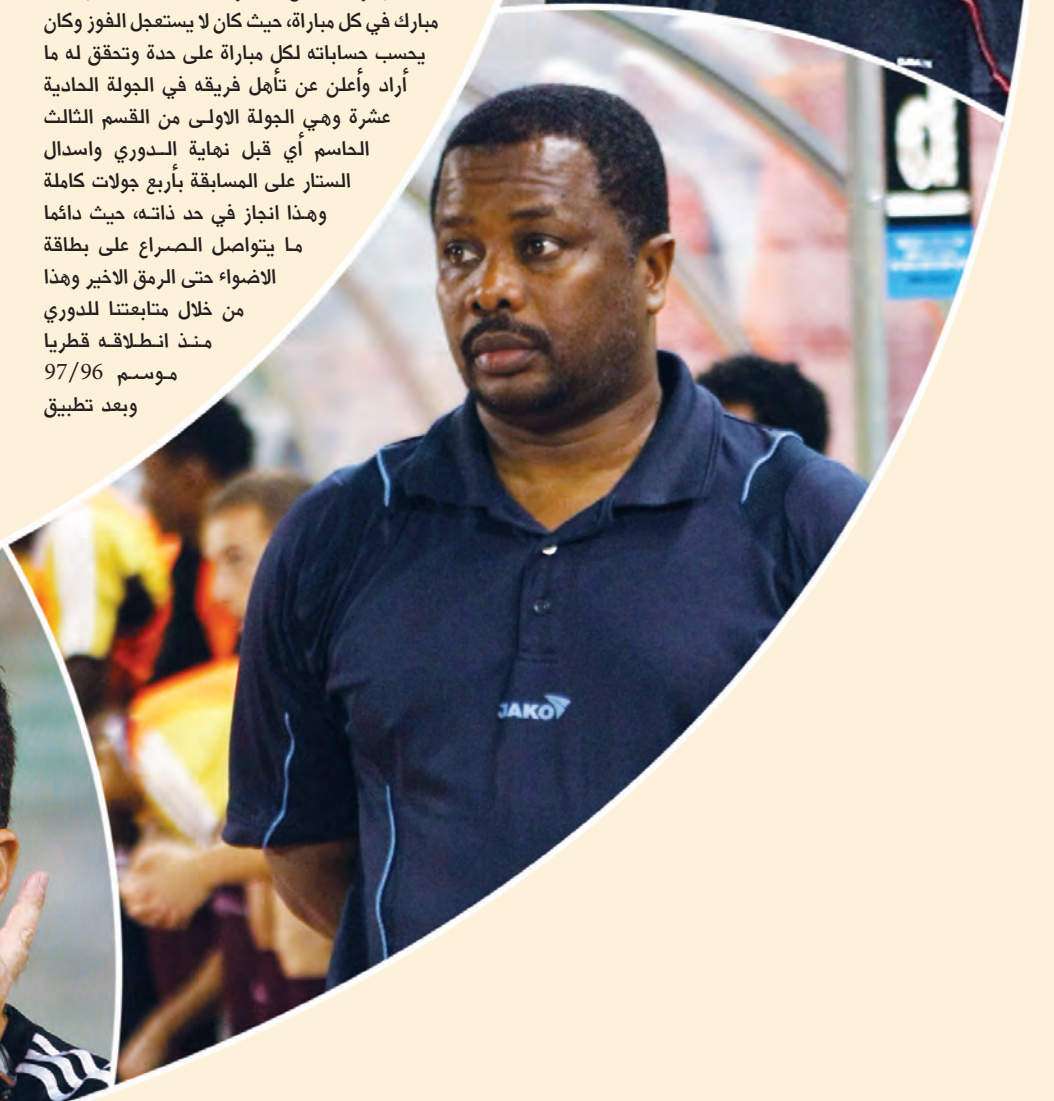 مبارك في كل مباراة، حيث كان لا يستعجل الفوز وكان
يحسب حساباته لكل مباراة على حدة وتحقق له ما
أراد وأعلن عن تأهل فريقه في الجولة الحادية
عشرة وهي الجولة الاولى من القسم الثالث
الحاسم أي قبل نهاية الدوري واسدال
الستار على المسابقة بأربع جولات كاملة
وهذا انجاز في حد ذاته، حيث دائما
ما يتواصل الصراع على بطاقة
الاضواء حتى الرمق الاخير وهذا
من خلال متابعتنا للدوري
منذ انطلاقه قطريا
موسم 97/96
وبعد تطبيق
d
JAKO